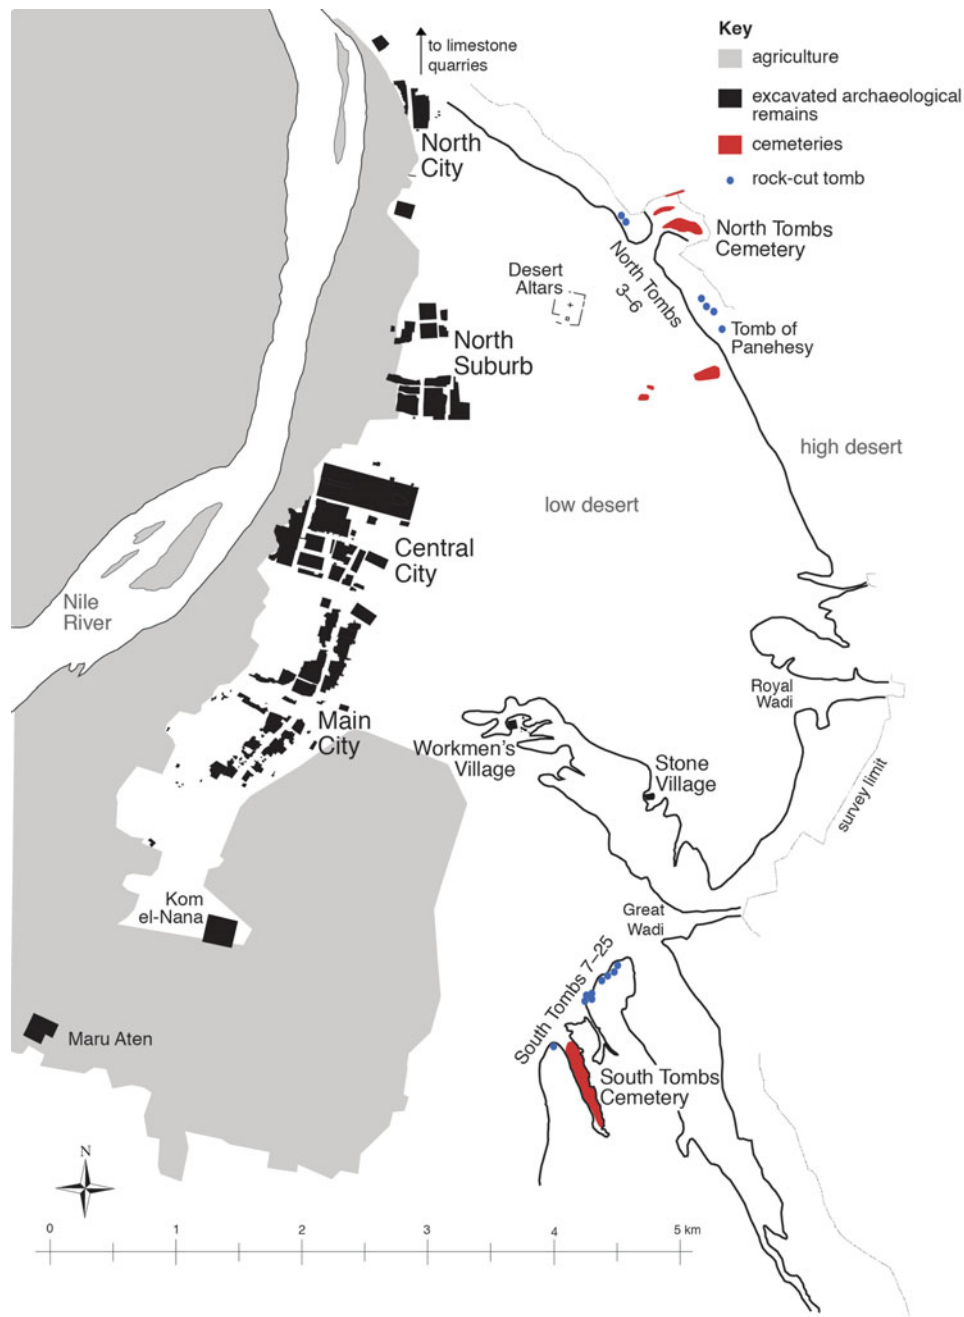 Key
agriculture
excavated archaeological
remains
cemeteries
rock-cut tomb
to limestone
quarries
North
City
North Tombs
Cemetery
North Tombs
3–6
Desert
Altars
Tomb of
Panehesy
North
Suburb
high desert
low desert
Central
City
Nile
River
Royal
Wadi
Main
City
Workmen's
Village
Stone
Village
survey limit
Kom
el-Nana
Great
Wadi
South Tombs 7–25
Maru Aten
South Tombs
Cemetery
N
0 1 2 3 4 5 km